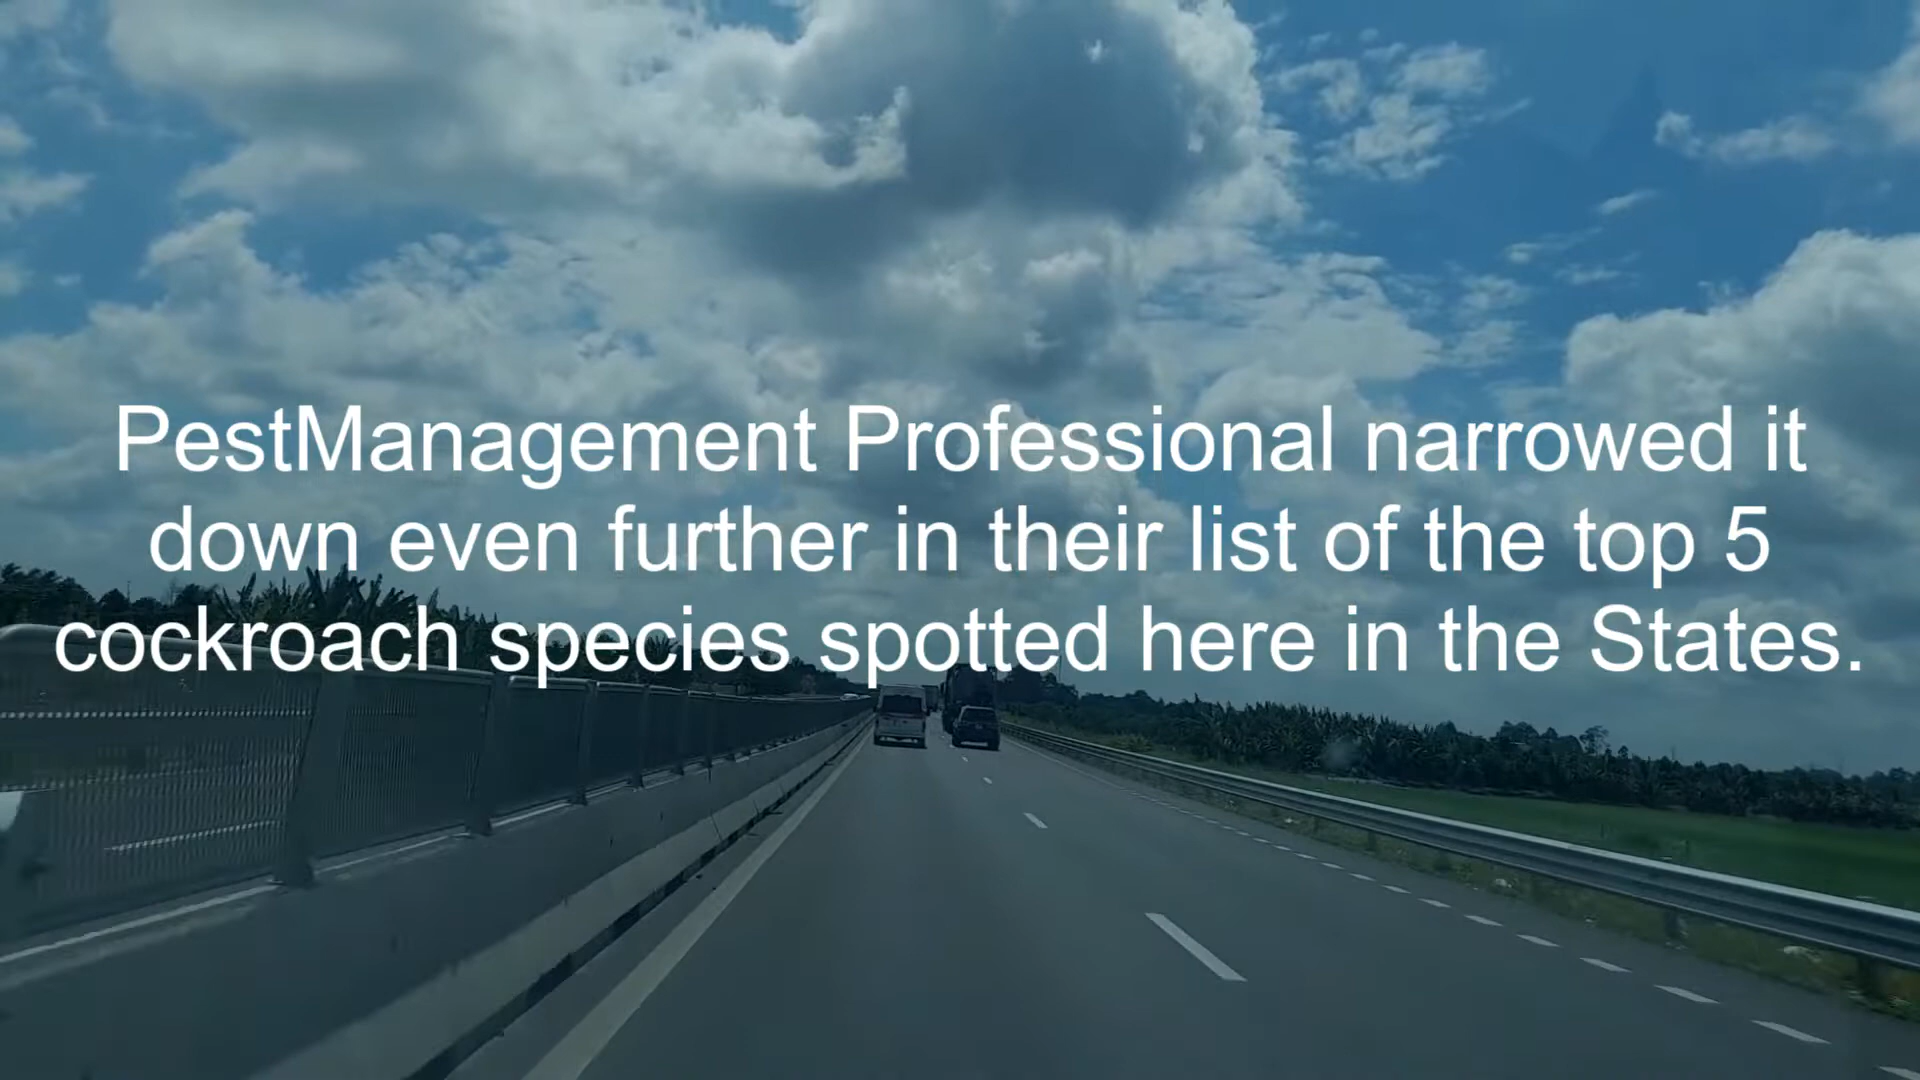 PestManagement Professional narrowed it
down even further in their list of the top 5
cockroach species spotted here in the States.